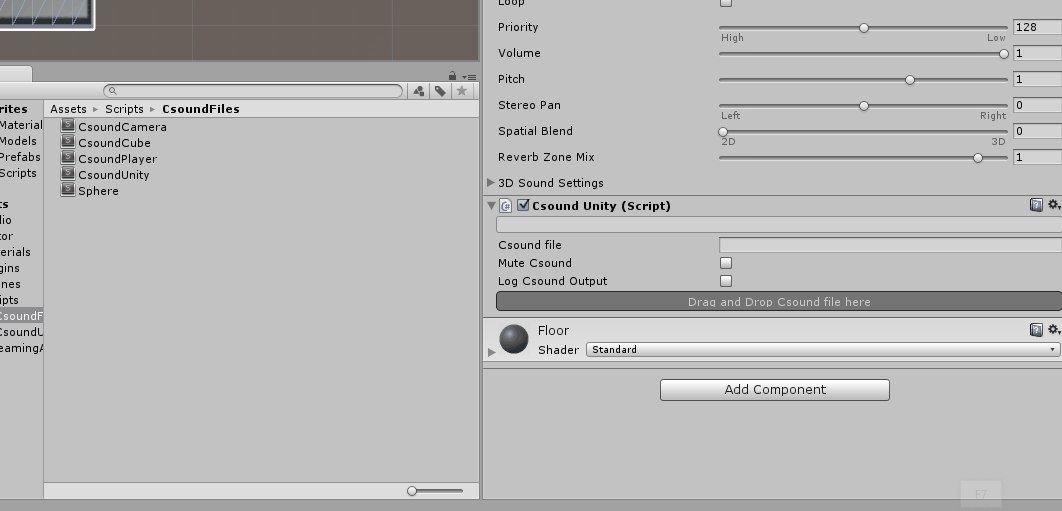 rites
Material
Models
Prefabs
Scripts
ts
dio
tor
terials
gins
nes
ipts
CsoundF
CsoundU
eamingA
Assets ▸ Scripts ▸ CsoundFiles
CsoundCamera
CsoundCube
CsoundPlayer
CsoundUnity
Sphere
Loop
Priority 128
High Low
Volume 1
Pitch 1
Stereo Pan 0
Left Right
Spatial Blend 0
2D 3D
Reverb Zone Mix 1
3D Sound Settings
Csound Unity (Script)
Csound file
Mute Csound
Log Csound Output
Drag and Drop Csound file here
Floor
Shader Standard
Add Component
F7